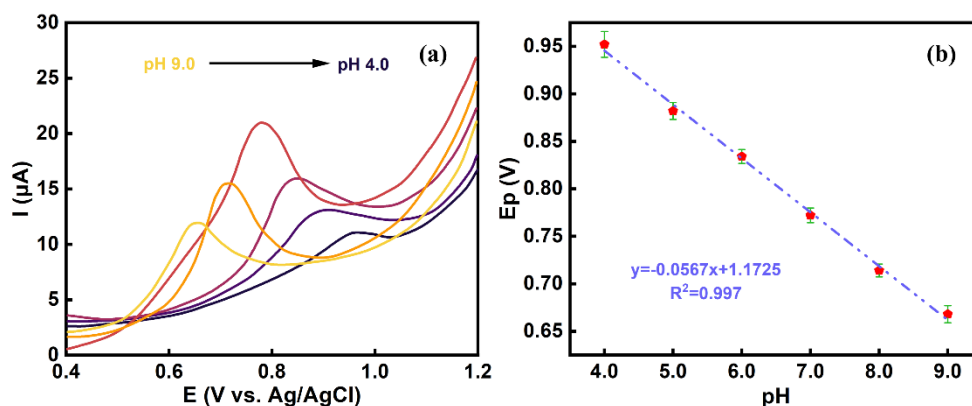 (a)
pH 9.0 pH 4.0
30
25
20
15
10
5
0
I (µA)
0.4 0.6 0.8 1.0 1.2
E (V vs. Ag/AgCl)
(b)
0.95
0.90
0.85
0.80
0.75
0.70
0.65
Ep (V)
y=-0.0567x+1.1725
R²=0.997
4.0 5.0 6.0 7.0 8.0 9.0
pH